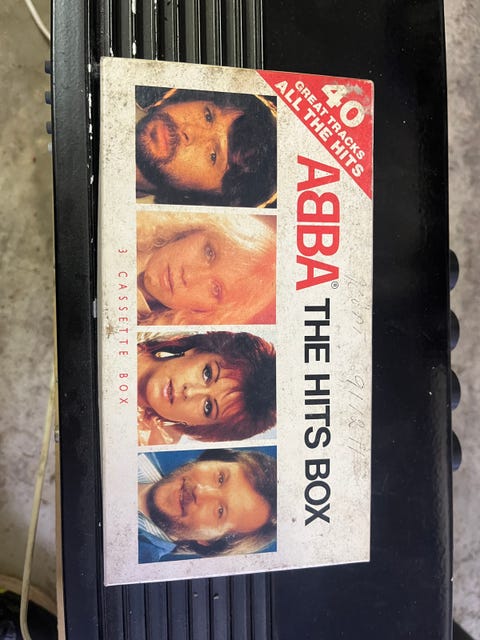 40
GREAT TRACKS
ALL THE HITS
ABBA® THE HITS BOX
3 CASSETTE BOX